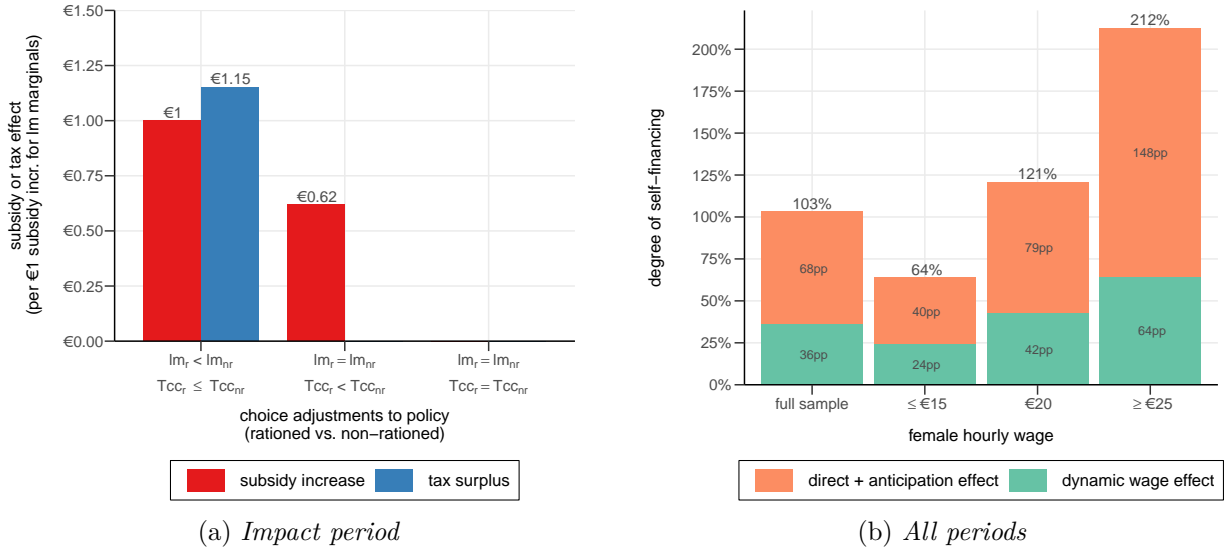 subsidy or tax effect
(per €1 subsidy incr. for lm marginals)
€1.50
€1.25
€1.00
€0.75
€0.50
€0.25
€0.00
€1
€1.15
€0.62
lm_r < lm_nr
Tcc_r ≤ Tcc_nr
lm_r = lm_nr
Tcc_r < Tcc_nr
lm_r = lm_nr
Tcc_r = Tcc_nr
choice adjustments to policy
(rationed vs. non−rationed)
subsidy increase
tax surplus
(a) Impact period
degree of self−financing
200%
175%
150%
125%
100%
75%
50%
25%
0%
103%
68pp
36pp
64%
40pp
24pp
121%
79pp
42pp
212%
148pp
64pp
full sample
≤ €15
€20
≥ €25
female hourly wage
direct + anticipation effect
dynamic wage effect
(b) All periods